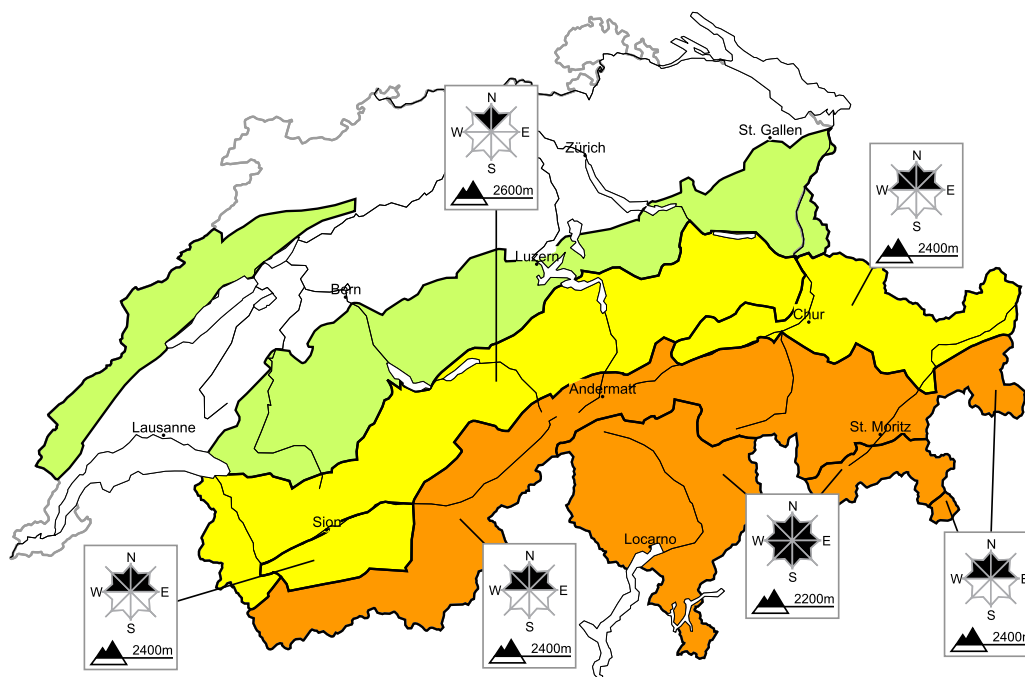 N
W E
S
2600m
St. Gallen
Zürich
N
W E
S
2400m
Luzern
Bern
Chur
Andermatt
Lausanne
St. Moritz
Sion
Locarno
N
W E
S
2400m
N
W E
S
2400m
N
W E
S
2200m
N
W E
S
2400m